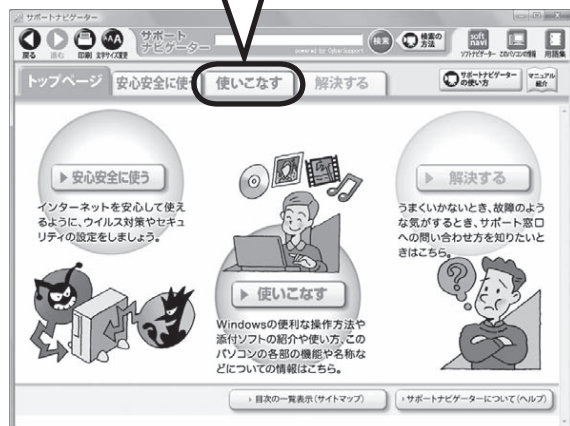 サポートナビゲーター
戻る
進む
印刷
文字サイズ変更
サポート
ナビゲーター
powered by CyberSupport
検索
検索の
方法
soft
navi
ソフトナビゲーター
このパソコンの情報
用語集
トップページ
安心安全に使う
使いこなす
解決する
サポートナビゲーター
の使い方
マニュアル
紹介
安心安全に使う
インターネットを安心して使え
るように、ウイルス対策やセキュ
リティの設定をしましょう。
使いこなす
Windowsの便利な操作方法や
添付ソフトの紹介や使い方、この
パソコンの各部の機能や名称な
どについての情報はこちら。
解決する
うまくいかないとき、故障のよう
な気がするとき、サポート窓口
への問い合わせ方を知りたいと
きはこちら。
?
目次の一覧表示(サイトマップ)
サポートナビゲーターについて(ヘルプ)